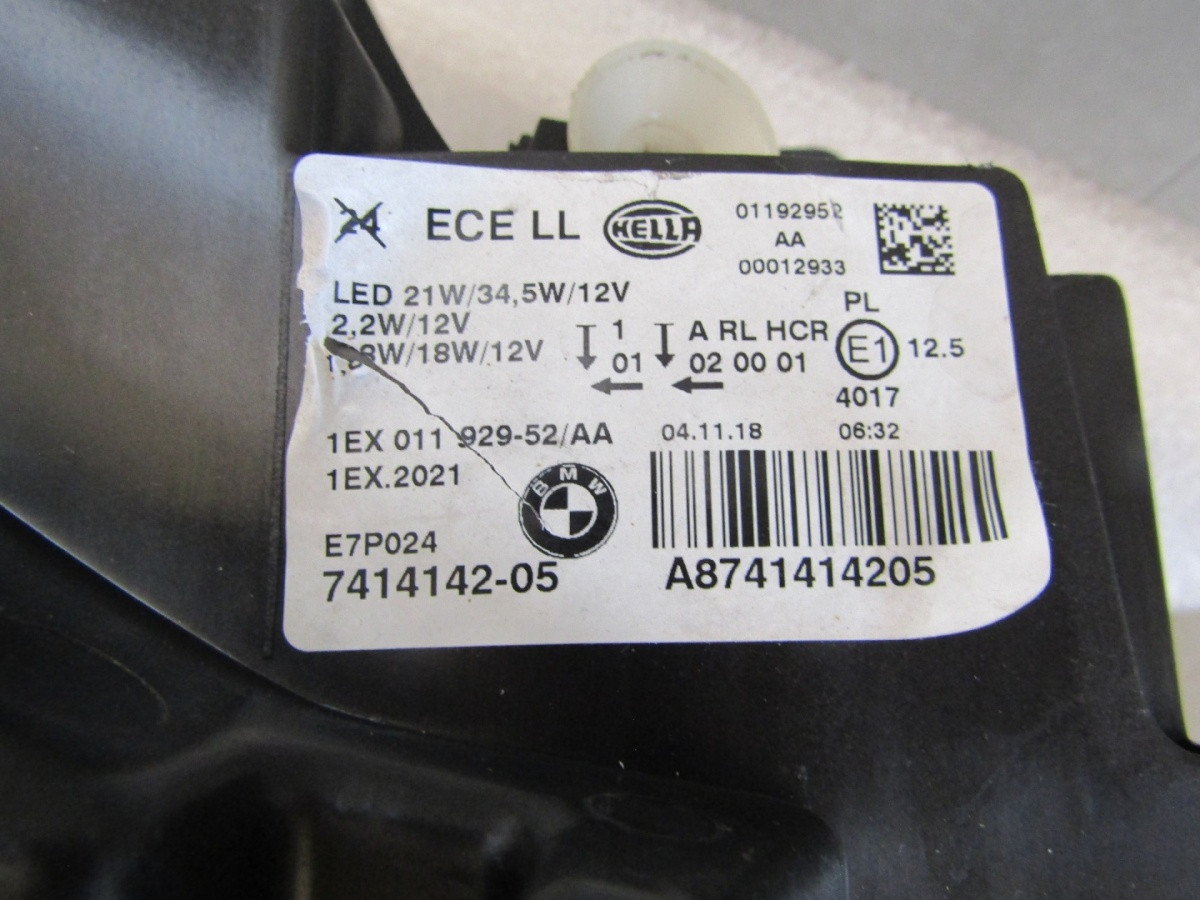 24 ECE LL HELLA 01192952
AA
00012933
LED 21W/34,5W/12V
2,2W/12V
1,88W/18W/12V
1 A RL HCR
01 02 00 01
PL
E1 12.5
4017
1EX 011 929-52/AA 04.11.18 06:32
1EX.2021
BMW
E7P024
7414142-05 A8741414205